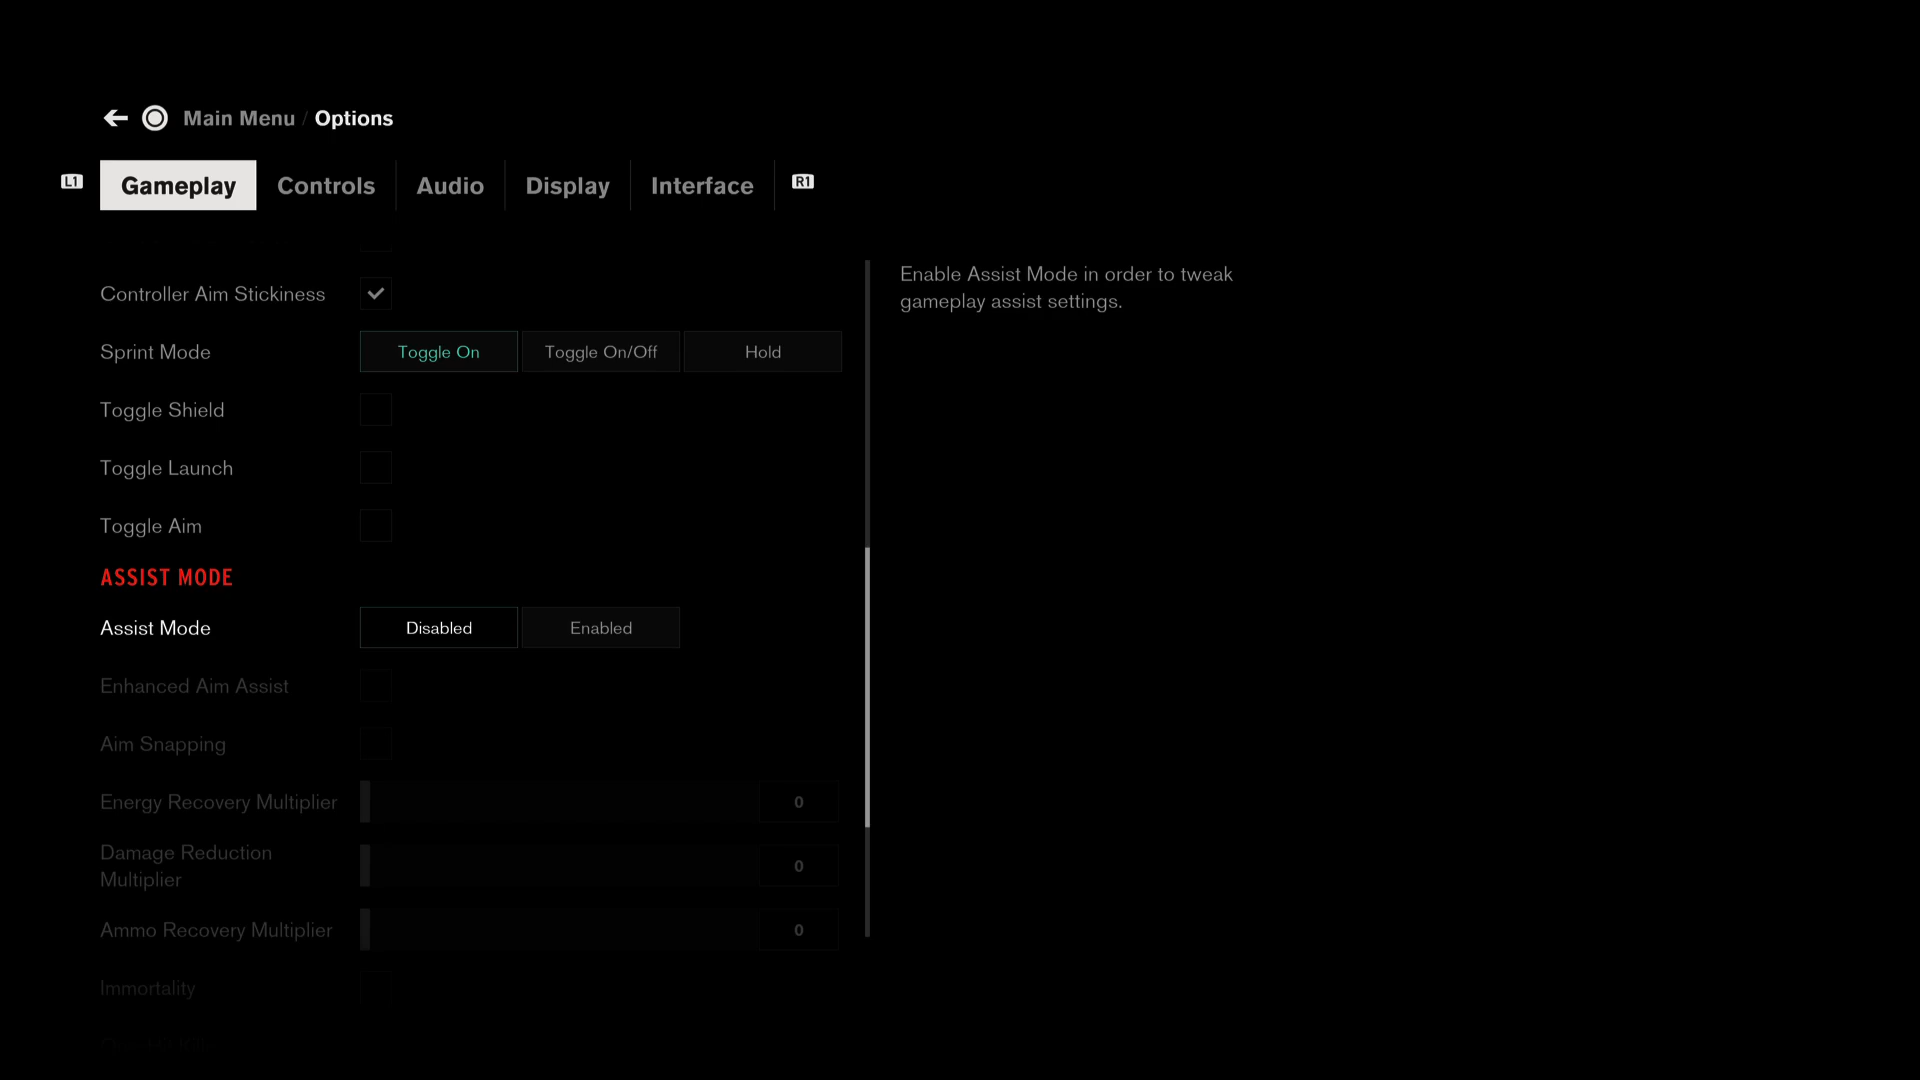 Main Menu / Options
L1 Gameplay Controls Audio Display Interface R1
Controller Aim Stickiness
Sprint Mode Toggle On Toggle On/Off Hold
Toggle Shield
Toggle Launch
Toggle Aim
ASSIST MODE
Assist Mode Disabled Enabled
Enhanced Aim Assist
Aim Snapping
Energy Recovery Multiplier 0
Damage Reduction
Multiplier 0
Ammo Recovery Multiplier 0
Immortality
Enable Assist Mode in order to tweak
gameplay assist settings.